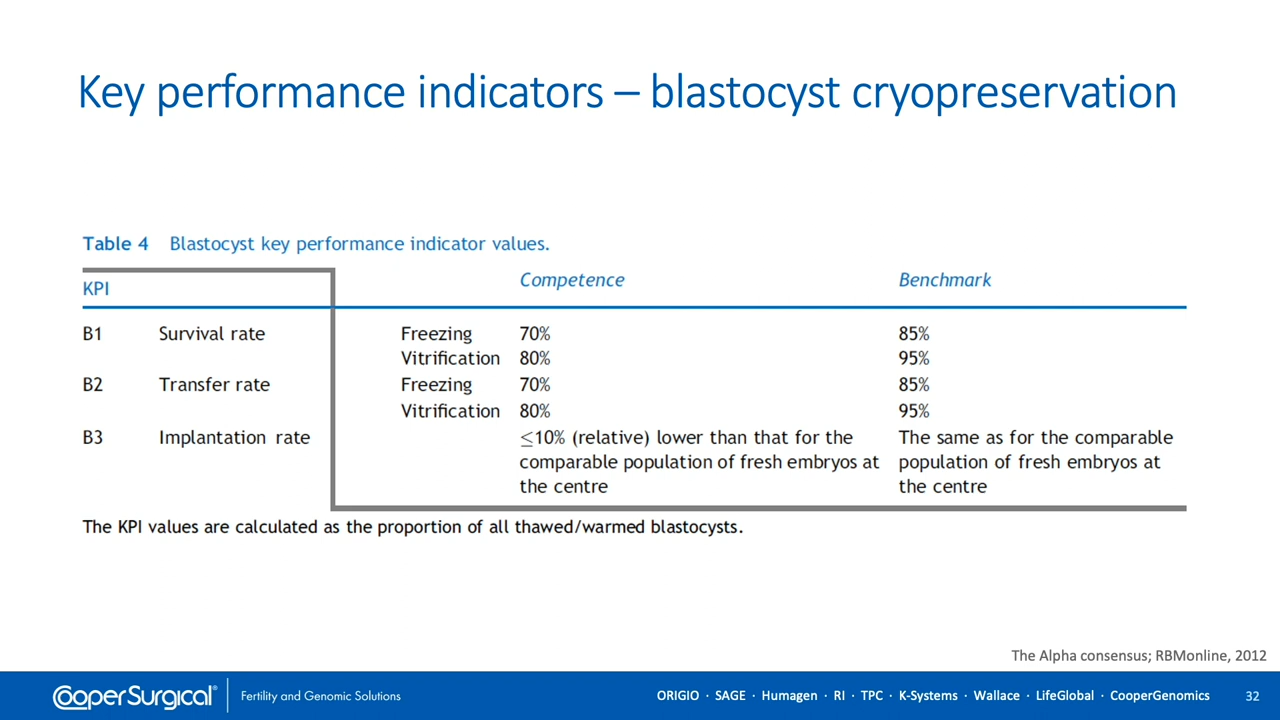 Key performance indicators – blastocyst cryopreservation
Table 4 Blastocyst key performance indicator values.
KPI Competence Benchmark
B1 Survival rate Freezing 70% 85%
Vitrification 80% 95%
B2 Transfer rate Freezing 70% 85%
Vitrification 80% 95%
B3 Implantation rate ≤10% (relative) lower than that for the The same as for the comparable
comparable population of fresh embryos at population of fresh embryos at
the centre the centre
The KPI values are calculated as the proportion of all thawed/warmed blastocysts.
The Alpha consensus; RBMonline, 2012
CooperSurgical® Fertility and Genomic Solutions ORIGIO · SAGE · Humagen · RI · TPC · K-Systems · Wallace · LifeGlobal · CooperGenomics 32